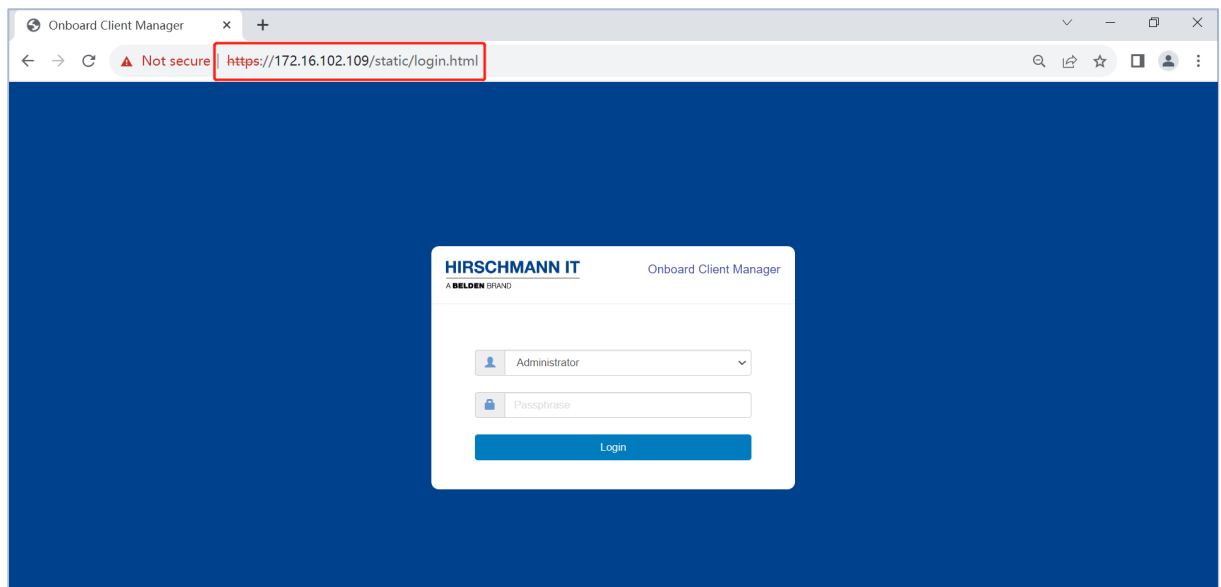 Onboard Client Manager
Not secure | https://172.16.102.109/static/login.html
HIRSCHMANN IT
A BELDEN BRAND
Onboard Client Manager
Administrator
Passphrase
Login